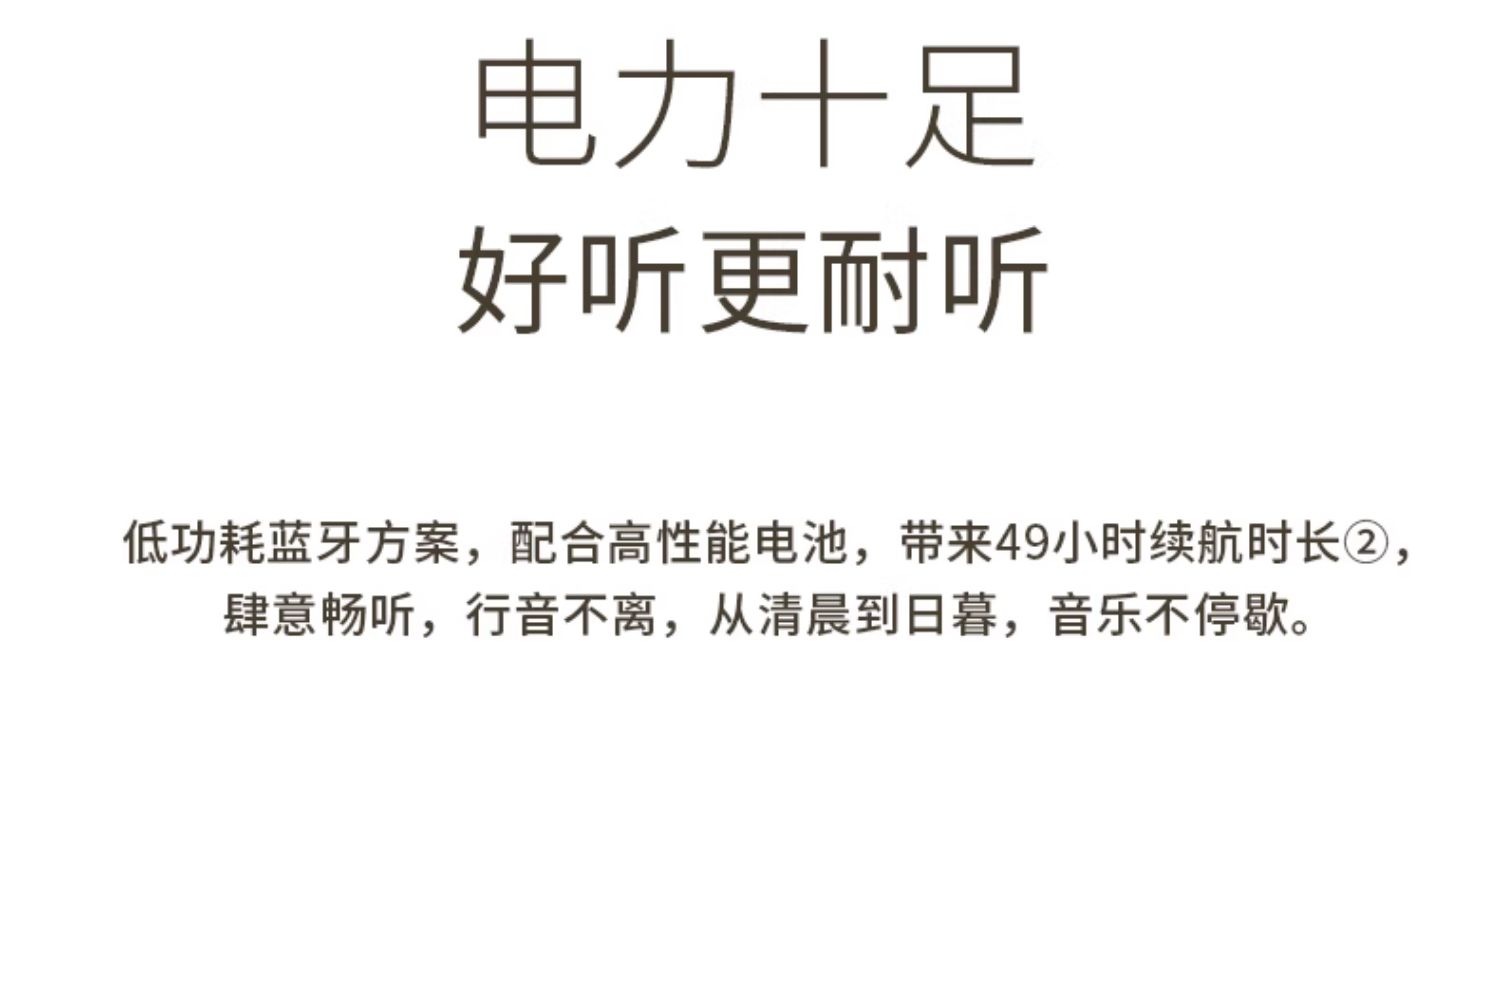 电力十足
好听更耐听
低功耗蓝牙方案，配合高性能电池，带来49小时续航时长②，
肆意畅听，行音不离，从清晨到日暮，音乐不停歇。